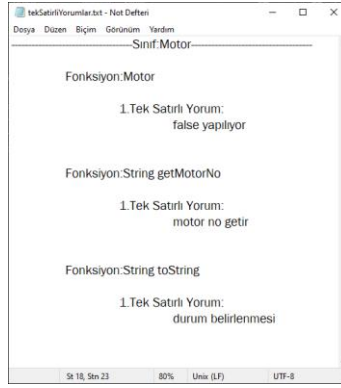 tekSatirliYorumlar.txt - Not Defteri
Dosya Düzen Biçim Görünüm Yardım
----------Sınıf:Motor----------
Fonksiyon:Motor
1.Tek Satırlı Yorum:
false yapılıyor
Fonksiyon:String getMotorNo
1.Tek Satırlı Yorum:
motor no getir
Fonksiyon:String toString
1.Tek Satırlı Yorum:
durum belirlenmesi
St 18, Stn 23 80% Unix (LF) UTF-8